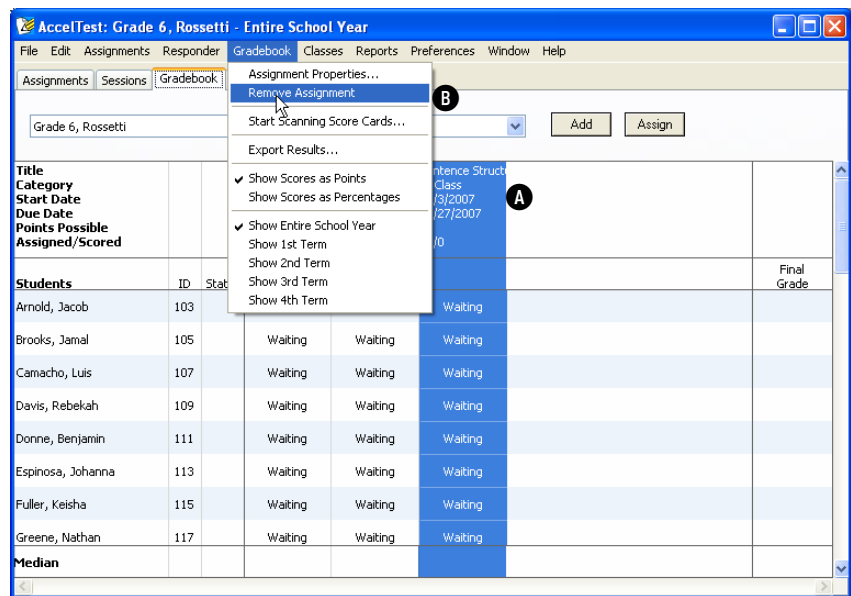 AccelTest: Grade 6, Rossetti - Entire School Year
File Edit Assignments Responder Gradebook Classes Reports Preferences Window Help
Assignments Sessions Gradebook
Assignment Properties...
Remove Assignment
B
Start Scanning Score Cards...
Export Results...
Show Scores as Points
Show Scores as Percentages
Show Entire School Year
Show 1st Term
Show 2nd Term
Show 3rd Term
Show 4th Term
Grade 6, Rossetti
Add Assign
Title ntence Struct
Category Class
Start Date /3/2007
A
Due Date /27/2007
Points Possible
Assigned/Scored /0
Students ID Stat Final Grade
Arnold, Jacob 103 Waiting
Brooks, Jamal 105 Waiting Waiting Waiting
Camacho, Luis 107 Waiting Waiting Waiting
Davis, Rebekah 109 Waiting Waiting Waiting
Donne, Benjamin 111 Waiting Waiting Waiting
Espinosa, Johanna 113 Waiting Waiting Waiting
Fuller, Keisha 115 Waiting Waiting Waiting
Greene, Nathan 117 Waiting Waiting Waiting
Median